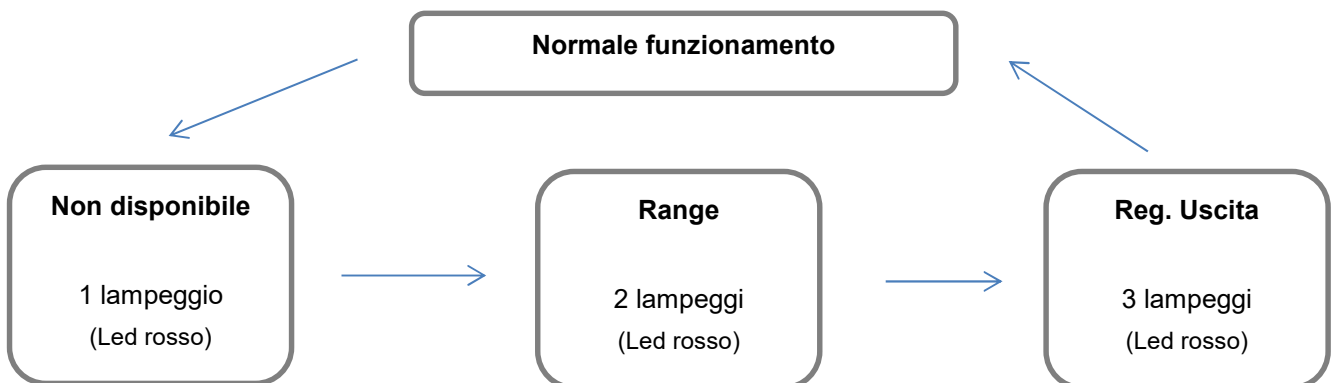 Normale funzionamento
Non disponibile
1 lampeggio
(Led rosso)
Range
2 lampeggi
(Led rosso)
Reg. Uscita
3 lampeggi
(Led rosso)